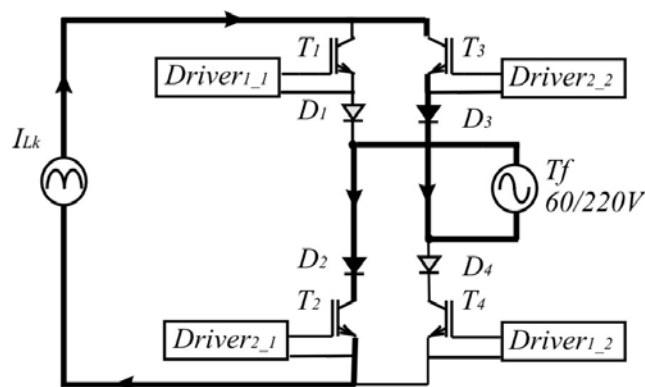 T1
T3
Driver1_1
Driver2_2
D1
D3
ILk
Tf
60/220V
D2
D4
T2
T4
Driver2_1
Driver1_2